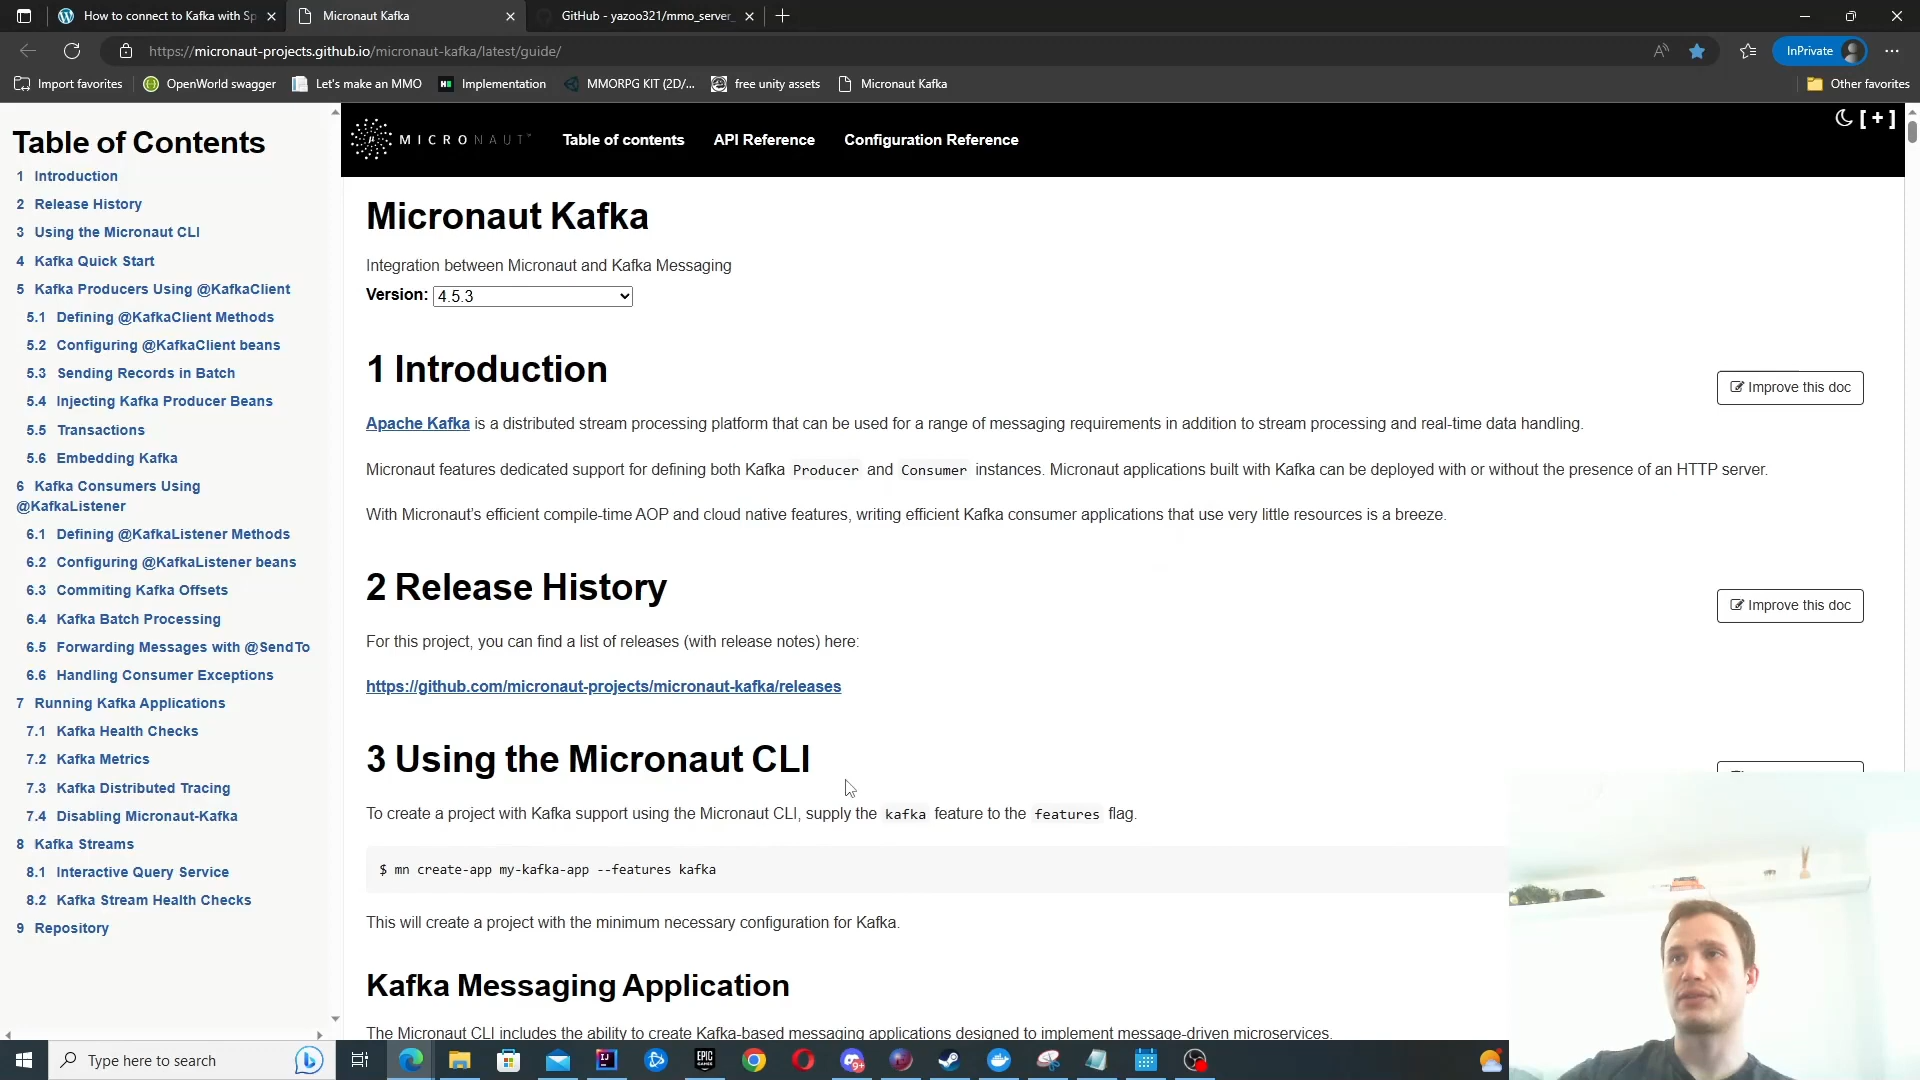 How to connect to Kafka with Sp
Micronaut Kafka
GitHub - yazoo321/mmo_server_
https://micronaut-projects.github.io/micronaut-kafka/latest/guide/
InPrivate
Import favorites
OpenWorld swagger
Let's make an MMO
Implementation
MMORPG KIT (2D/...
free unity assets
Micronaut Kafka
Other favorites
Table of Contents
1 Introduction
2 Release History
3 Using the Micronaut CLI
4 Kafka Quick Start
5 Kafka Producers Using @KafkaClient
5.1 Defining @KafkaClient Methods
5.2 Configuring @KafkaClient beans
5.3 Sending Records in Batch
5.4 Injecting Kafka Producer Beans
5.5 Transactions
5.6 Embedding Kafka
6 Kafka Consumers Using
@KafkaListener
6.1 Defining @KafkaListener Methods
6.2 Configuring @KafkaListener beans
6.3 Commiting Kafka Offsets
6.4 Kafka Batch Processing
6.5 Forwarding Messages with @SendTo
6.6 Handling Consumer Exceptions
7 Running Kafka Applications
7.1 Kafka Health Checks
7.2 Kafka Metrics
7.3 Kafka Distributed Tracing
7.4 Disabling Micronaut-Kafka
8 Kafka Streams
8.1 Interactive Query Service
8.2 Kafka Stream Health Checks
9 Repository
MICRONAUT
Table of contents
API Reference
Configuration Reference
[ + ]
Micronaut Kafka
Integration between Micronaut and Kafka Messaging
Version: 4.5.3
1 Introduction
Improve this doc
Apache Kafka is a distributed stream processing platform that can be used for a range of messaging requirements in addition to stream processing and real-time data handling.
Micronaut features dedicated support for defining both Kafka Producer and Consumer instances. Micronaut applications built with Kafka can be deployed with or without the presence of an HTTP server.
With Micronaut's efficient compile-time AOP and cloud native features, writing efficient Kafka consumer applications that use very little resources is a breeze.
2 Release History
Improve this doc
For this project, you can find a list of releases (with release notes) here:
https://github.com/micronaut-projects/micronaut-kafka/releases
3 Using the Micronaut CLI
To create a project with Kafka support using the Micronaut CLI, supply the kafka feature to the features flag.
$ mn create-app my-kafka-app --features kafka
This will create a project with the minimum necessary configuration for Kafka.
Kafka Messaging Application
The Micronaut CLI includes the ability to create Kafka-based messaging applications designed to implement message-driven microservices.
Type here to search
IJ
EPIC
GAMES
9+